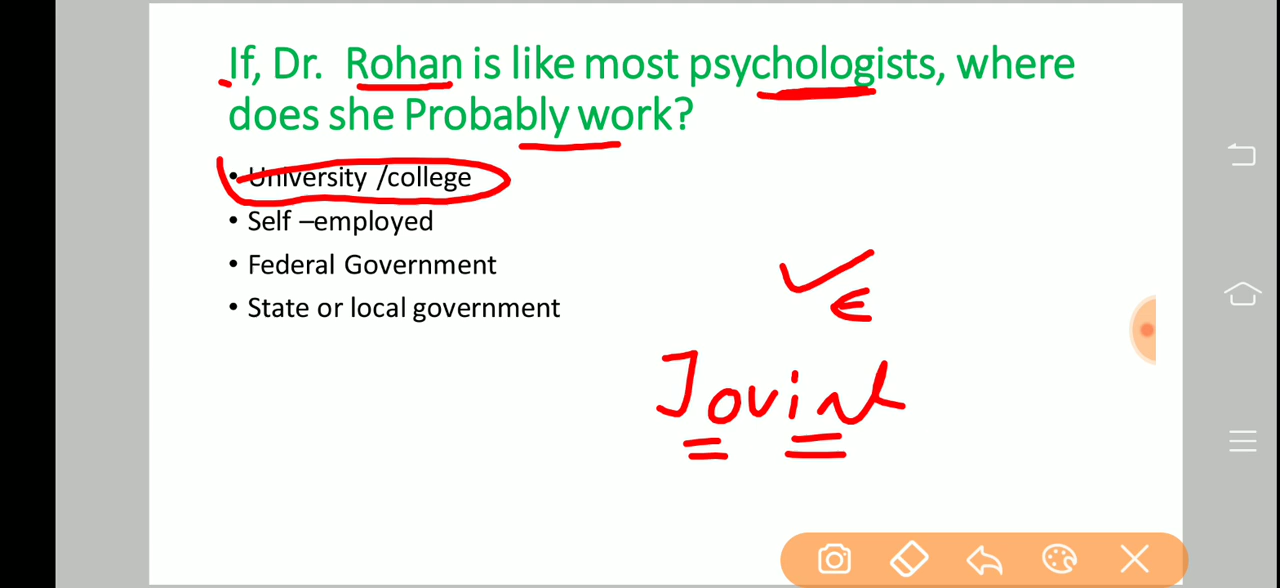 If, Dr. Rohan is like most psychologists, where
does she Probably work?
• University /college
• Self –employed
• Federal Government
• State or local government